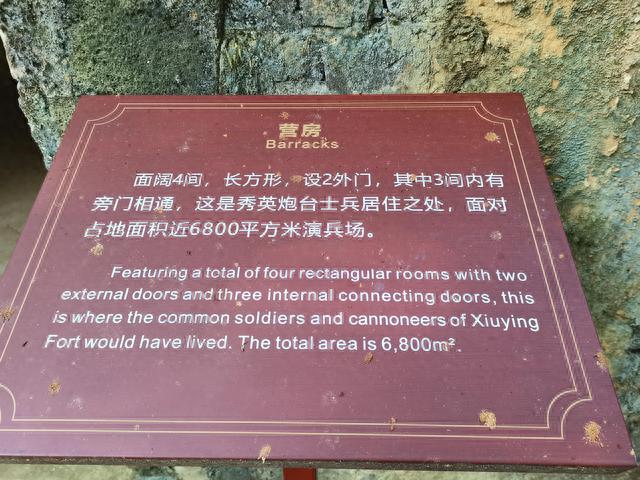 营房
Barracks
面阔4间，长方形，设2外门，其中3间内有
旁门相通，这是秀英炮台士兵居住之处，面对
占地面积近6800平方米演兵场。
Featuring a total of four rectangular rooms with two
external doors and three internal connecting doors, this
is where the common soldiers and cannoneers of Xiuying
Fort would have lived. The total area is 6,800m².